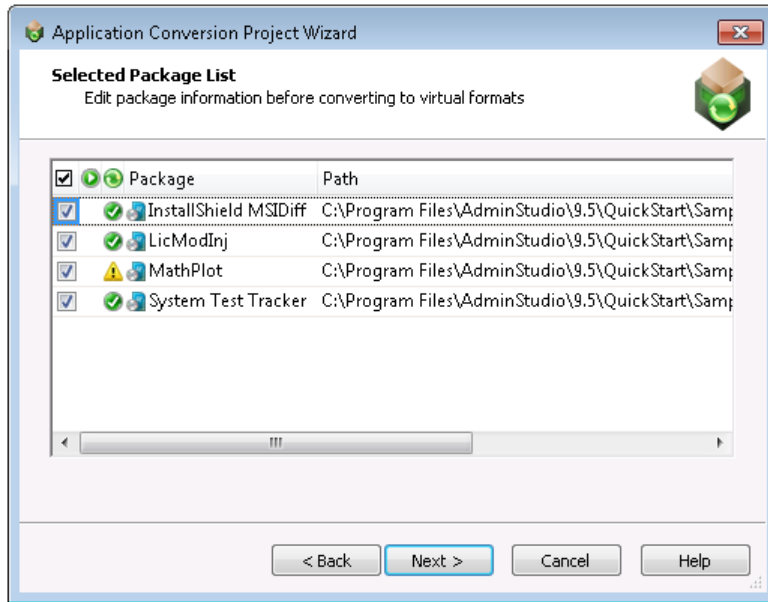 Application Conversion Project Wizard
Selected Package List
Edit package information before converting to virtual formats
Package Path
InstallShield MSIDiff C:\Program Files\AdminStudio\9.5\QuickStart\Samp
LicModInj C:\Program Files\AdminStudio\9.5\QuickStart\Samp
MathPlot C:\Program Files\AdminStudio\9.5\QuickStart\Samp
System Test Tracker C:\Program Files\AdminStudio\9.5\QuickStart\Samp
< Back Next > Cancel Help